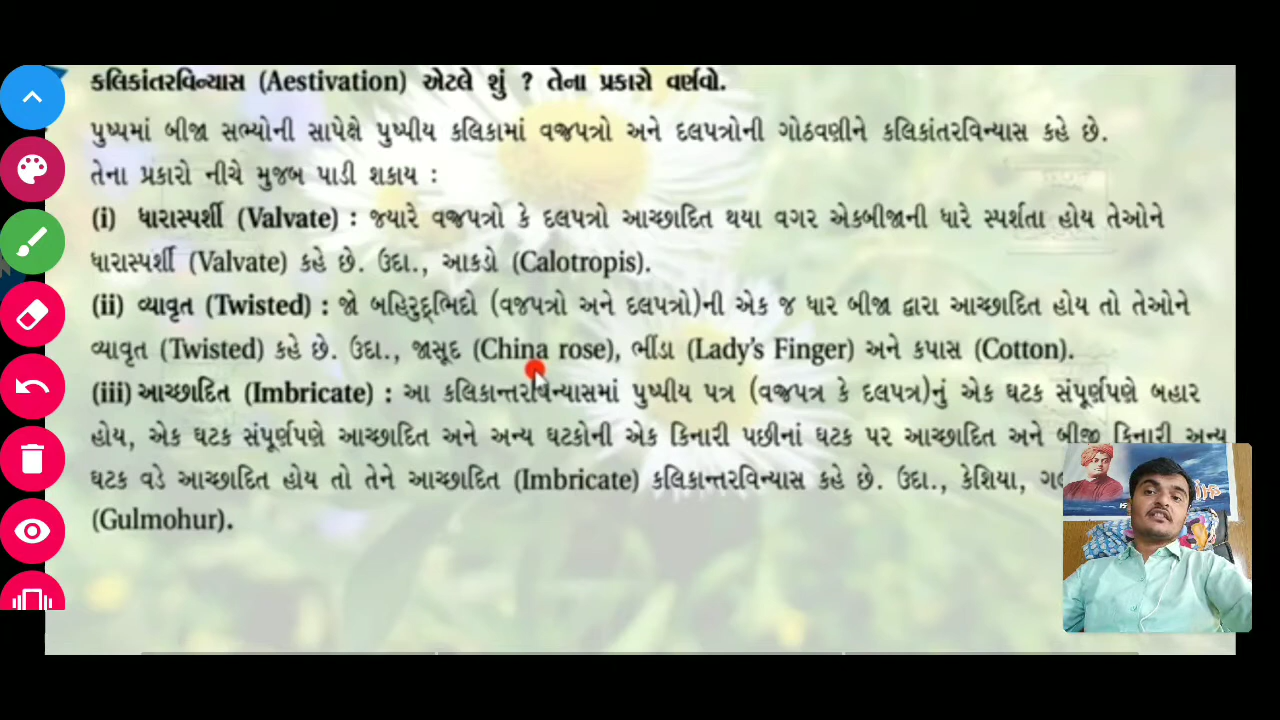 કલિકાંતરવિન્યાસ (Aestivation) એટલે શું ? તેના પ્રકારો વર્ણવો.
પુષ્પમાં બીજા સભ્યોની સાપેક્ષે પુષ્પીય કલિકામાં વજપત્રો અને દલપત્રોની ગોઠવણીને કલિકાંતરવિન્યાસ કહે છે.
તેના પ્રકારો નીચે મુજબ પાડી શકાય :
(i) ધારાસ્પર્શી (Valvate) : જ્યારે વજપત્રો કે દલપત્રો આચ્છાદિત થયા વગર એકબીજાની ધારે સ્પર્શતા હોય તેઓને
ધારાસ્પર્શી (Valvate) કહે છે. ઉદા., આકડો (Calotropis).
(ii) વ્યાવૃત (Twisted) : જો બહિરુદ્ભિદો (વજપત્રો અને દલપત્રો)ની એક જ ધાર બીજા દ્વારા આચ્છાદિત હોય તો તેઓને
વ્યાવૃત (Twisted) કહે છે. ઉદા., જાસૂદ (China rose), ભીંડા (Lady's Finger) અને કપાસ (Cotton).
(iii) આચ્છાદિત (Imbricate) : આ કલિકાન્તરવિન્યાસમાં પુષ્પીય પત્ર (વજપત્ર કે દલપત્ર)નું એક ઘટક સંપૂર્ણપણે બહાર
હોય, એક ઘટક સંપૂર્ણપણે આચ્છાદિત અને અન્ય ઘટકોની એક કિનારી પછીનાં ઘટક પર આચ્છાદિત અને બીજી કિનારી અન્ય
ઘટક વડે આચ્છાદિત હોય તો તેને આચ્છાદિત (Imbricate) કલિકાન્તરવિન્યાસ કહે છે. ઉદા., કેશિયા,
(Gulmohur).